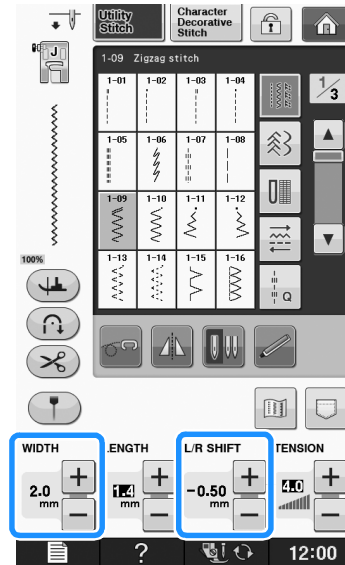 Utility
Stitch
Character
Decorative
Stitch
J
1-09 Zigzag stitch
1/3
1-01 1-02 1-03 1-04
1-05 1-06 1-07 1-08
1-09 1-10 1-11 1-12
1-13 1-14 1-15 1-16
Q
100%
WIDTH LENGTH L/R SHIFT TENSION
2.0 mm + −
1.4 mm + −
-0.50 mm + −
4.0 + −
? 12:00